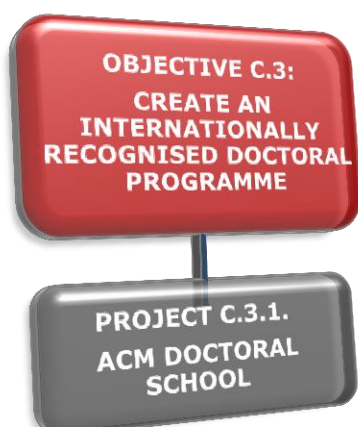 OBJECTIVE C.3:
CREATE AN
INTERNATIONALLY
RECOGNISED DOCTORAL
PROGRAMME
PROJECT C.3.1.
ACM DOCTORAL
SCHOOL